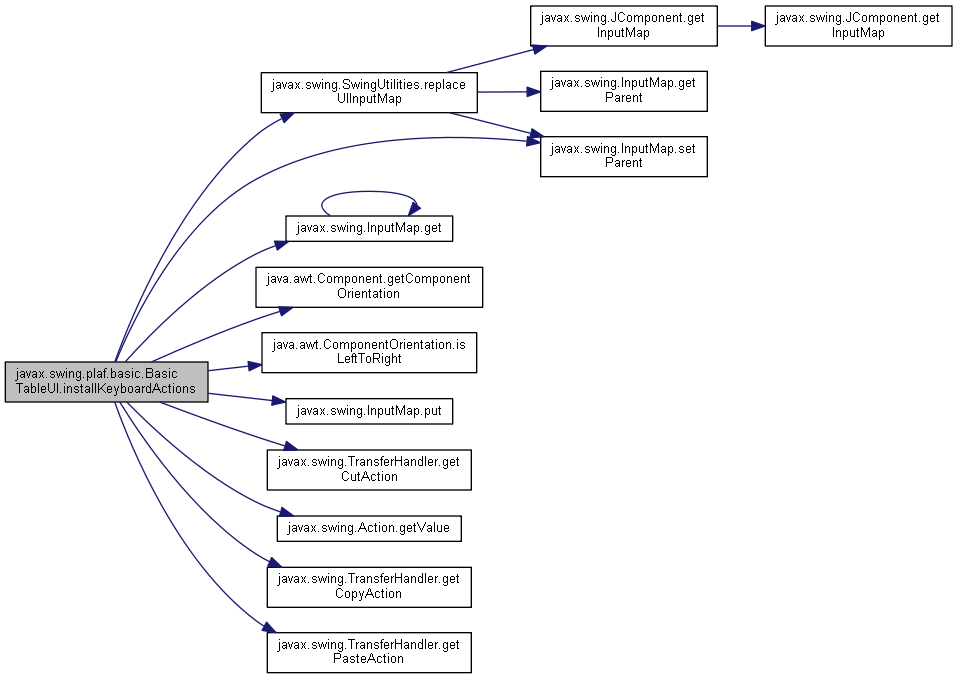 javax.swing.JComponent.get
InputMap
javax.swing.JComponent.get
InputMap
javax.swing.SwingUtilities.replace
UIInputMap
javax.swing.InputMap.get
Parent
javax.swing.InputMap.set
Parent
javax.swing.InputMap.get
java.awt.Component.getComponent
Orientation
java.awt.ComponentOrientation.is
LeftToRight
javax.swing.plaf.basic.Basic
TableUI.installKeyboardActions
javax.swing.InputMap.put
javax.swing.TransferHandler.get
CutAction
javax.swing.Action.getValue
javax.swing.TransferHandler.get
CopyAction
javax.swing.TransferHandler.get
PasteAction